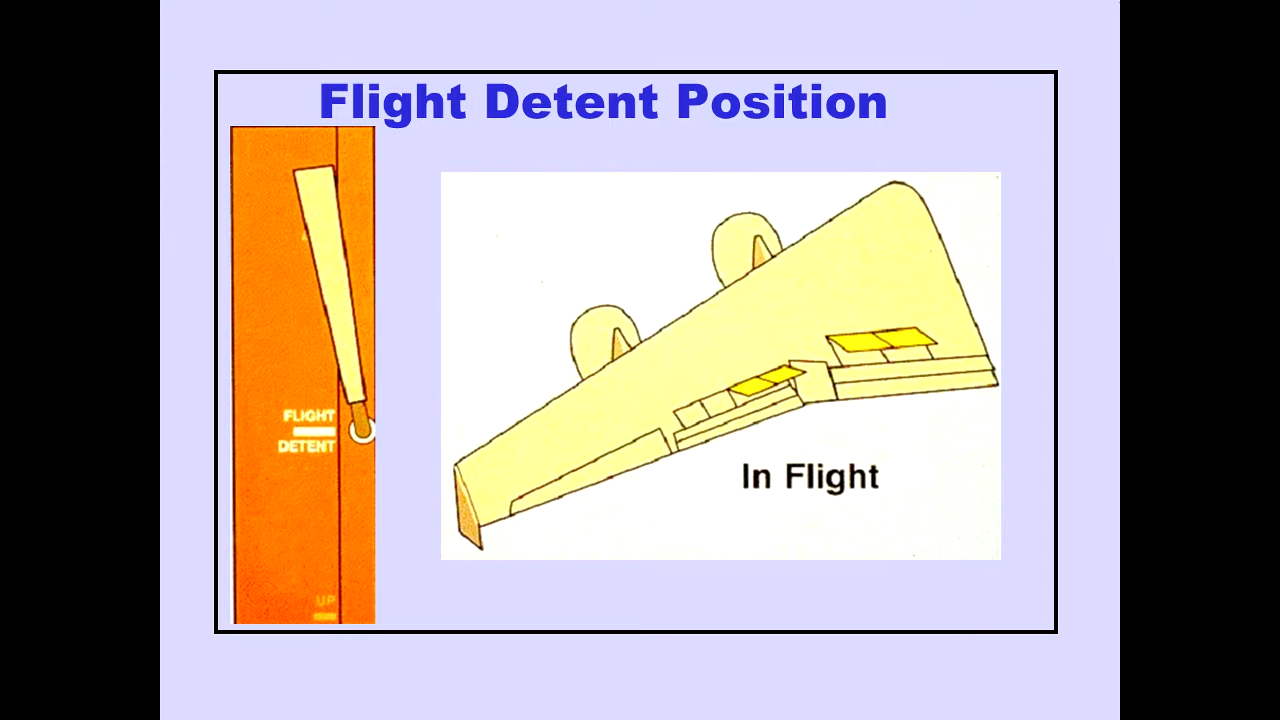 Flight Detent Position
FLIGHT
DETENT
UP
In Flight